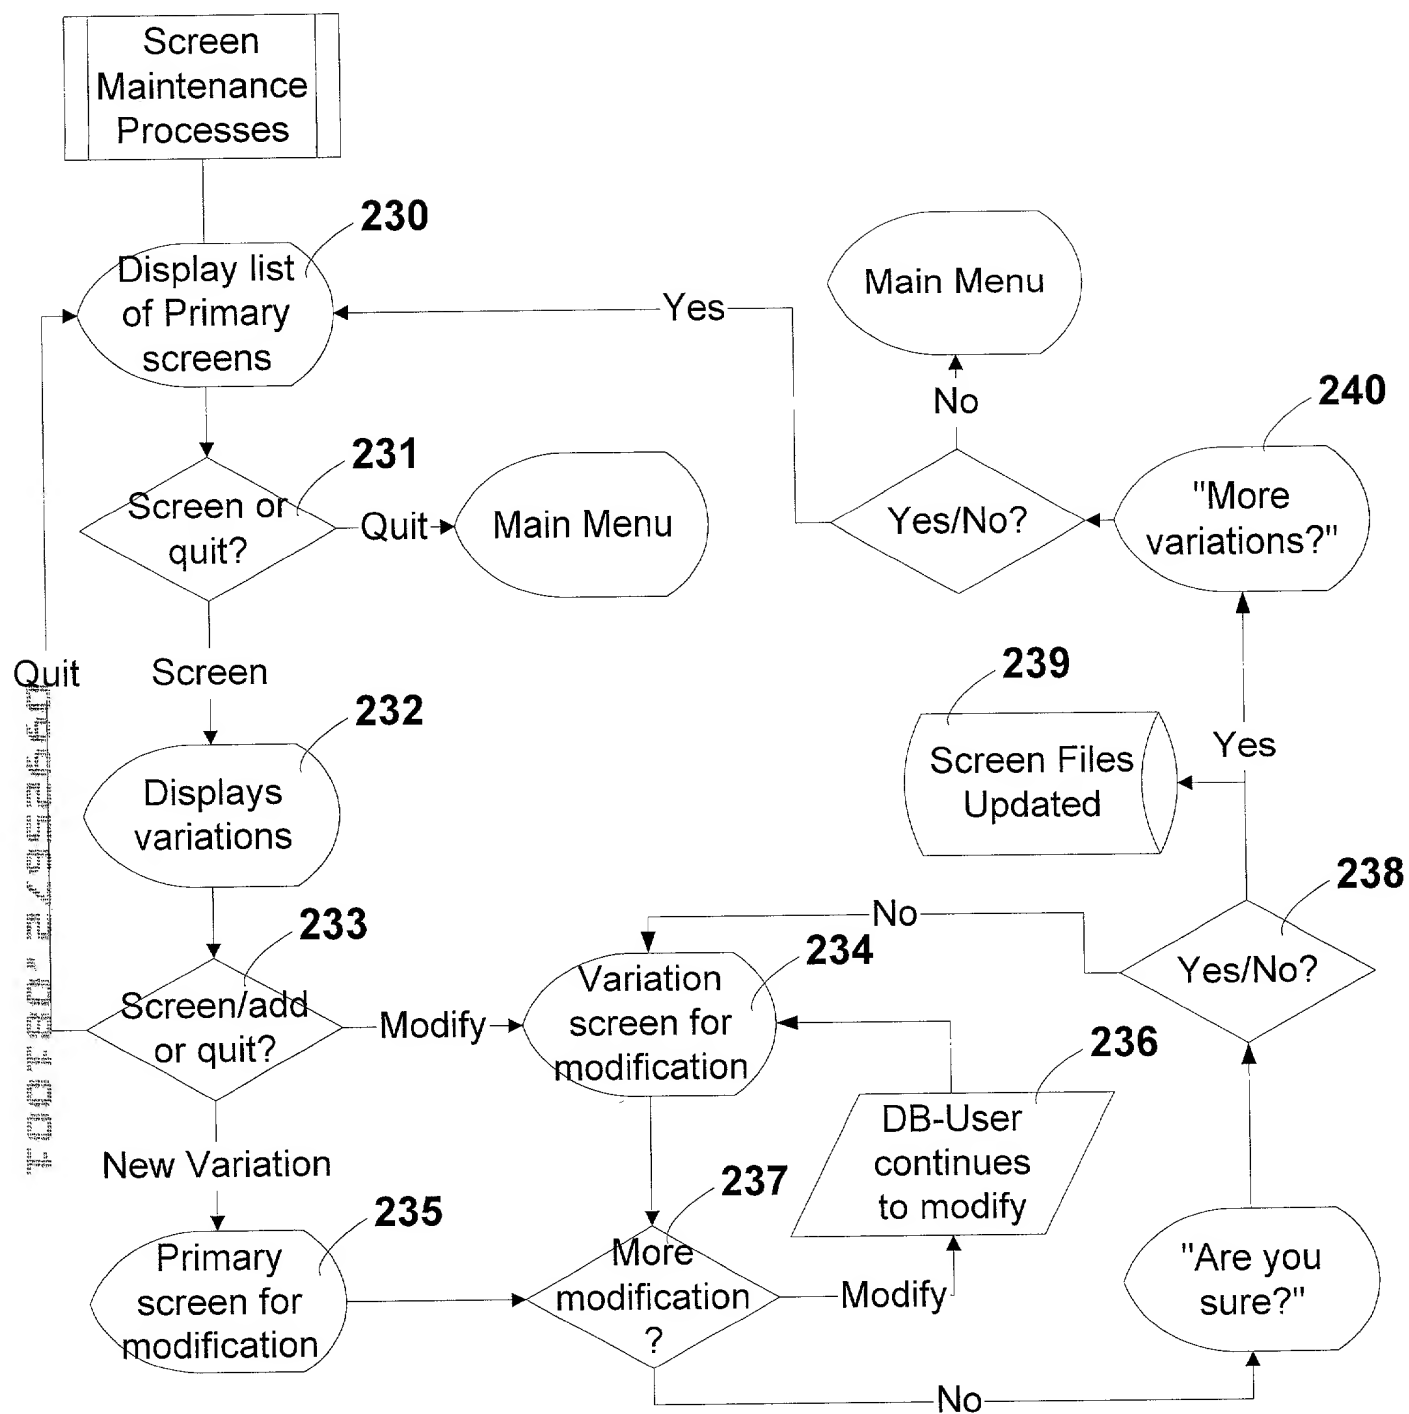 Screen
Maintenance
Processes
230
Display list
of Primary
screens
Yes
Main Menu
No
240
231
Screen or
quit?
Quit
Main Menu
Yes/No?
"More
variations?"
Quit
Screen
239
232
Screen Files
Updated
Yes
Displays
variations
238
233
No
234
Yes/No?
Screen/add
or quit?
Modify
Variation
screen for
modification
236
DB-User
continues
to modify
New Variation
237
235
Primary
screen for
modification
More
modification
?
Modify
"Are you
sure?"
No